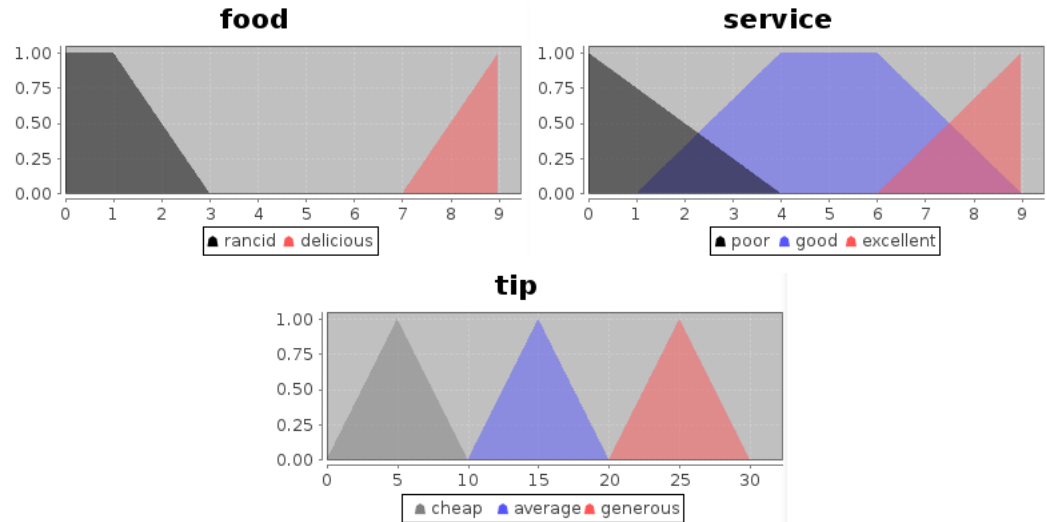 food
1.00
0.75
0.50
0.25
0.00
0 1 2 3 4 5 6 7 8 9
rancid delicious
service
1.00
0.75
0.50
0.25
0.00
0 1 2 3 4 5 6 7 8 9
poor good excellent
tip
1.00
0.75
0.50
0.25
0.00
0 5 10 15 20 25 30
cheap average generous